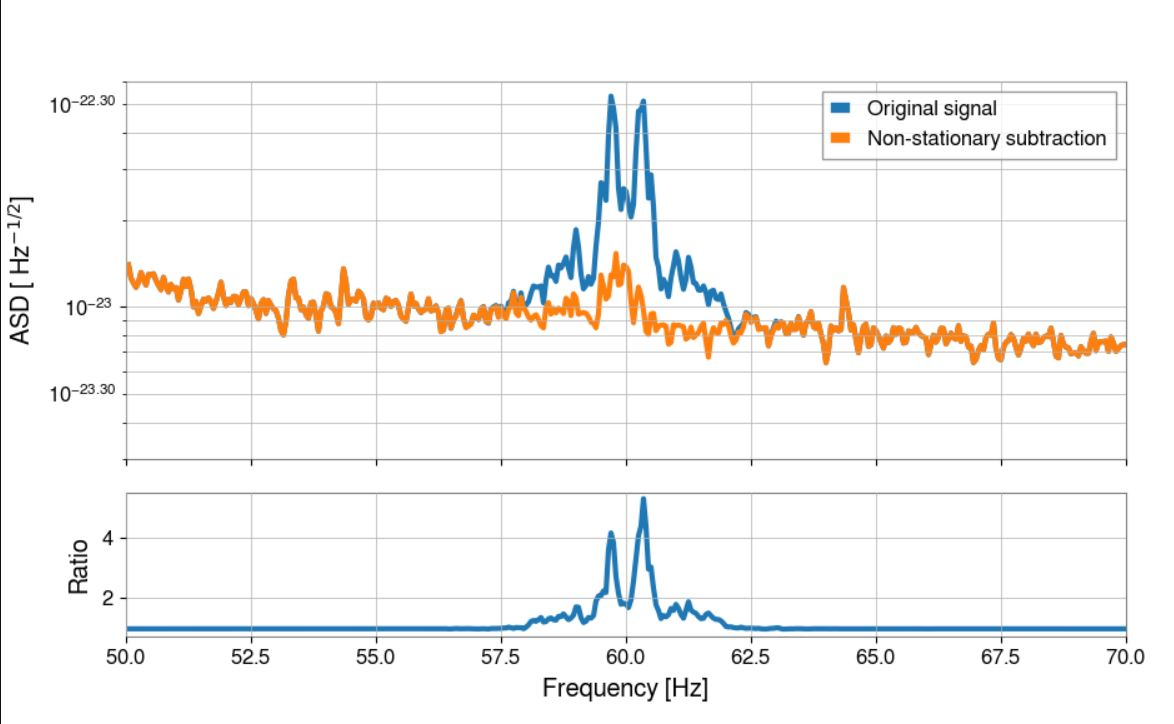 10−22.30
Original signal
Non-stationary subtraction
ASD [ Hz−1/2]
10−23
10−23.30
Ratio
4
2
50.0 52.5 55.0 57.5 60.0 62.5 65.0 67.5 70.0
Frequency [Hz]